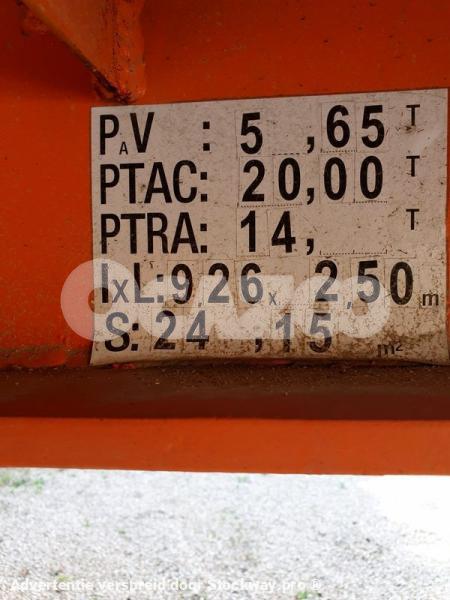 PAV : 5 ,65 T
PTAC: 20,00 T
PTRA: 14, T
lxL: 9,26 x 2,50 m
S: 24 ,15 m²
Advertentie verspreid door Stockway.pro ®